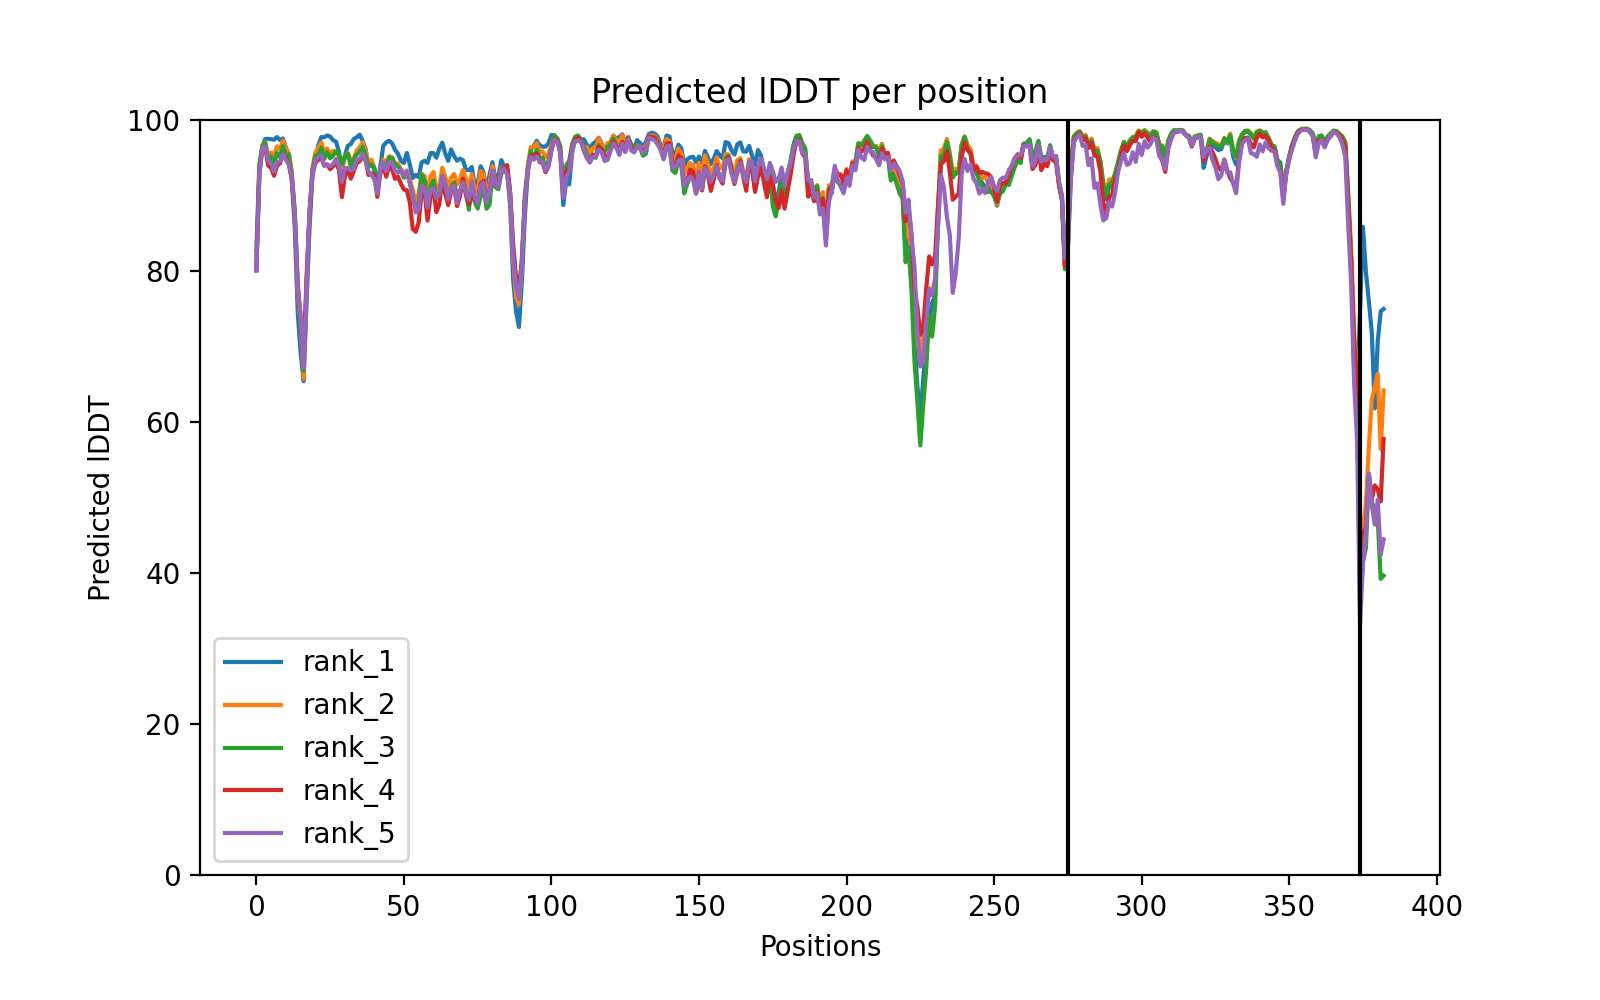 Predicted lDDT per position
100
80
60
40
20
0
Predicted lDDT
rank_1
rank_2
rank_3
rank_4
rank_5
0 50 100 150 200 250 300 350 400
Positions